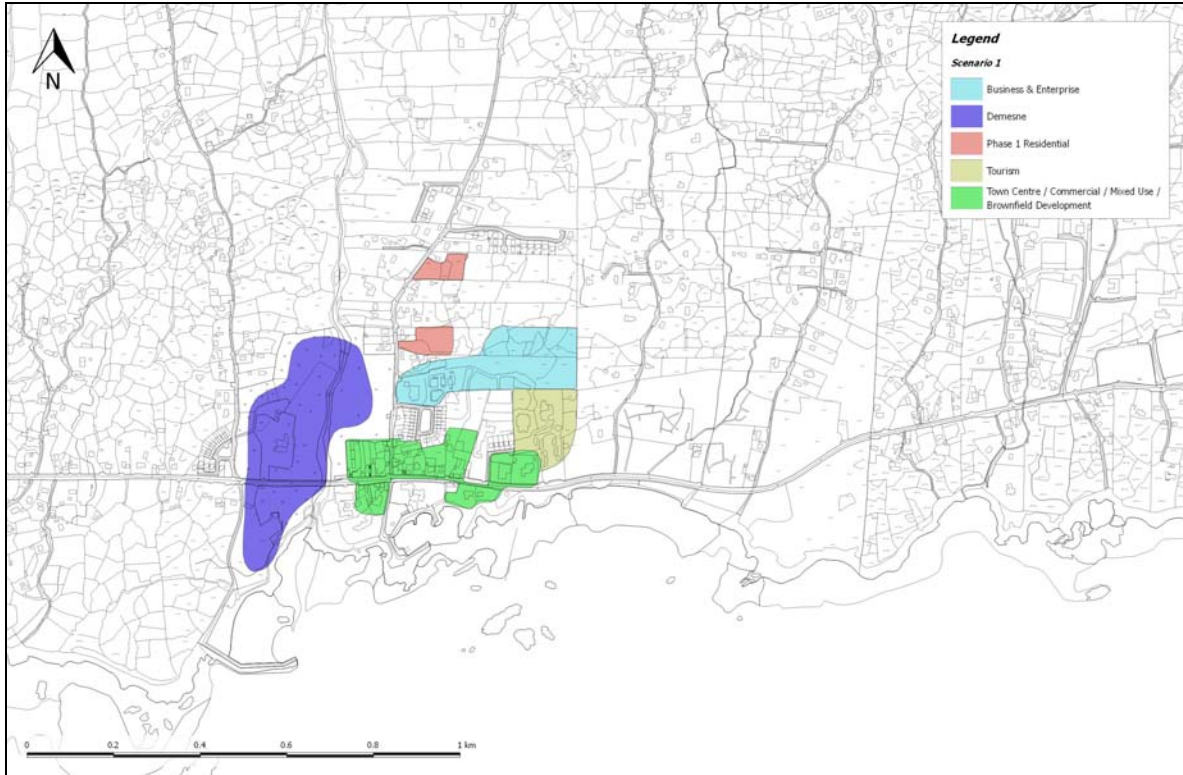 N
Legend
Scenario 1
Business & Enterprise
Demesne
Phase 1 Residential
Tourism
Town Centre / Commercial / Mixed Use /
Brownfield Development
0 0.2 0.4 0.6 0.8 1 km